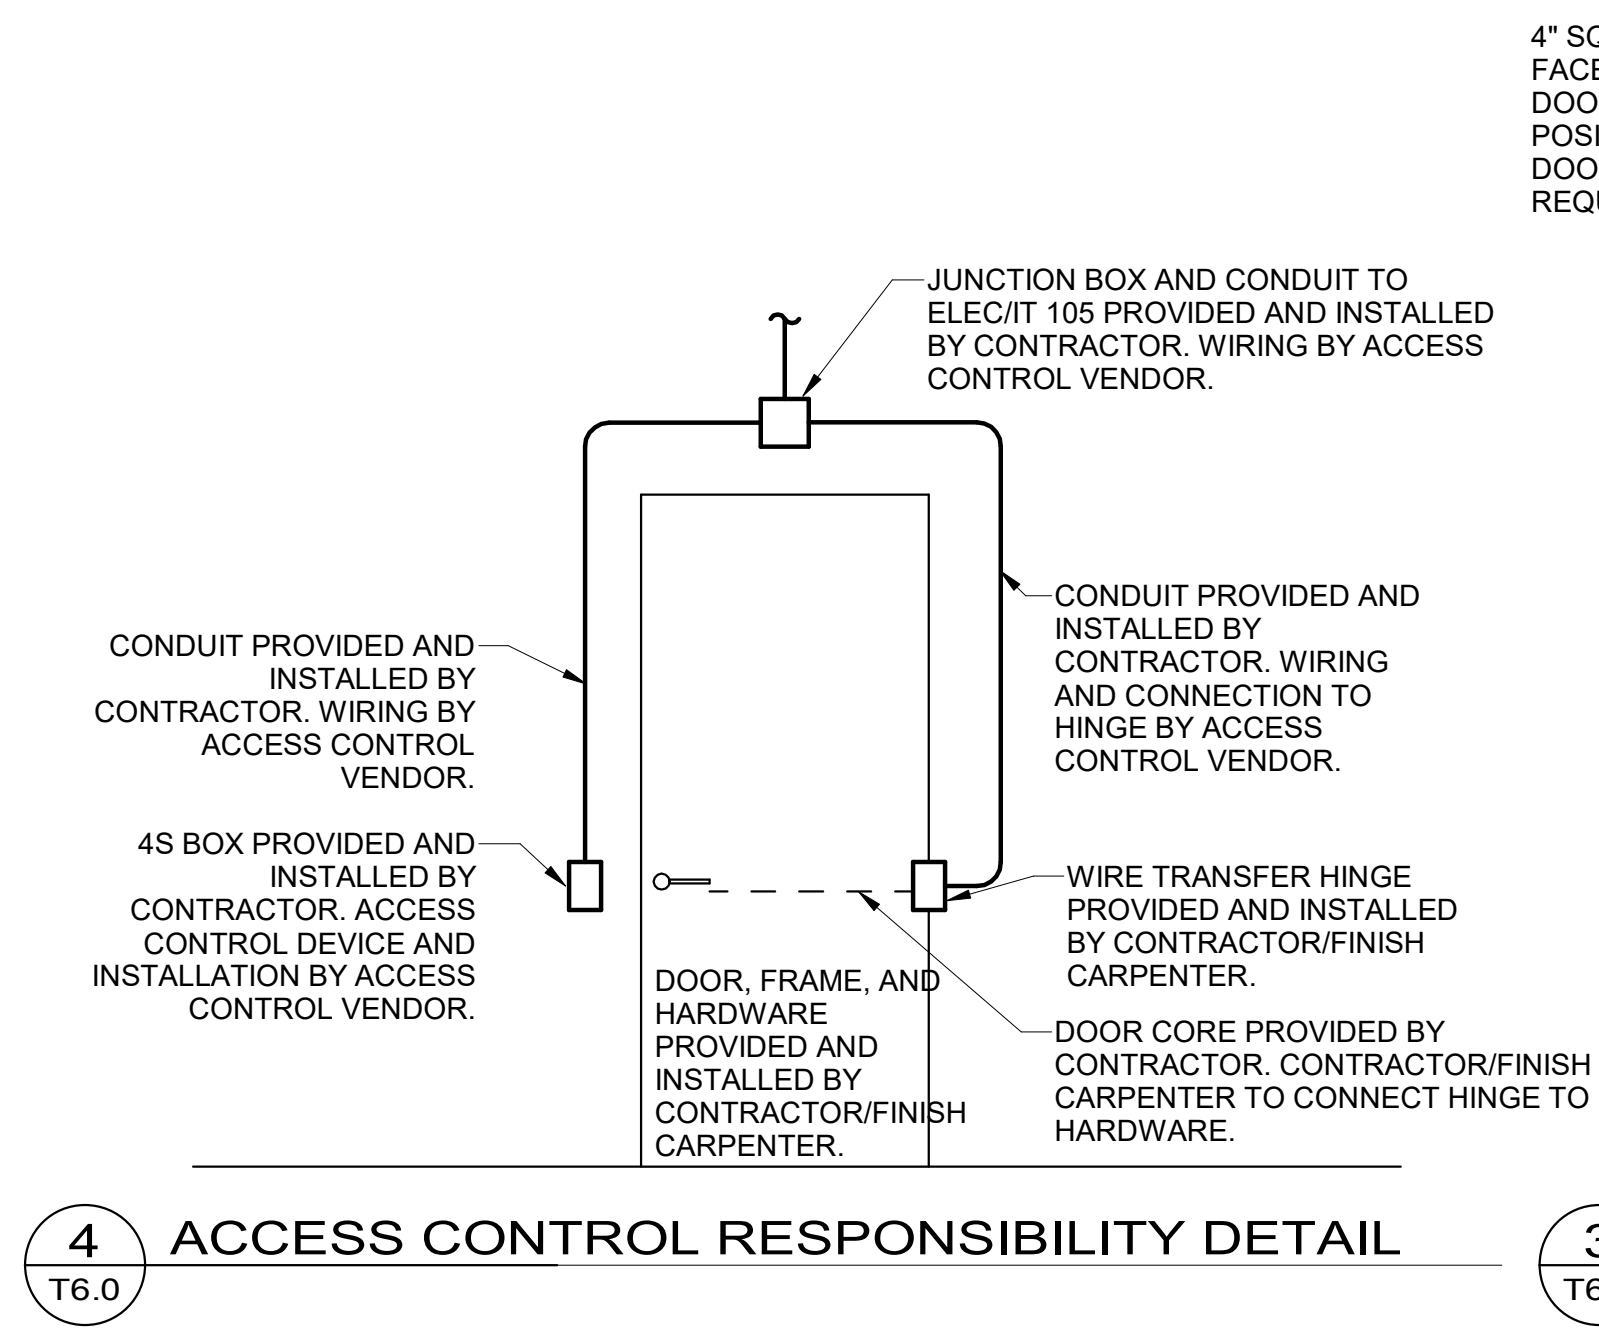 4" SQ
FACE
DOO
POSI
DOO
REQU
JUNCTION BOX AND CONDUIT TO
ELEC/IT 105 PROVIDED AND INSTALLED
BY CONTRACTOR. WIRING BY ACCESS
CONTROL VENDOR.
CONDUIT PROVIDED AND
INSTALLED BY
CONTRACTOR. WIRING
AND CONNECTION TO
HINGE BY ACCESS
CONTROL VENDOR.
CONDUIT PROVIDED AND
INSTALLED BY
CONTRACTOR. WIRING BY
ACCESS CONTROL
VENDOR.
4S BOX PROVIDED AND
INSTALLED BY
CONTRACTOR. ACCESS
CONTROL DEVICE AND
INSTALLATION BY ACCESS
CONTROL VENDOR.
WIRE TRANSFER HINGE
PROVIDED AND INSTALLED
BY CONTRACTOR/FINISH
CARPENTER.
DOOR, FRAME, AND
HARDWARE
PROVIDED AND
INSTALLED BY
CONTRACTOR/FINISH
CARPENTER.
DOOR CORE PROVIDED BY
CONTRACTOR. CONTRACTOR/FINISH
CARPENTER TO CONNECT HINGE TO
HARDWARE.
4
T6.0
ACCESS CONTROL RESPONSIBILITY DETAIL
3
T6